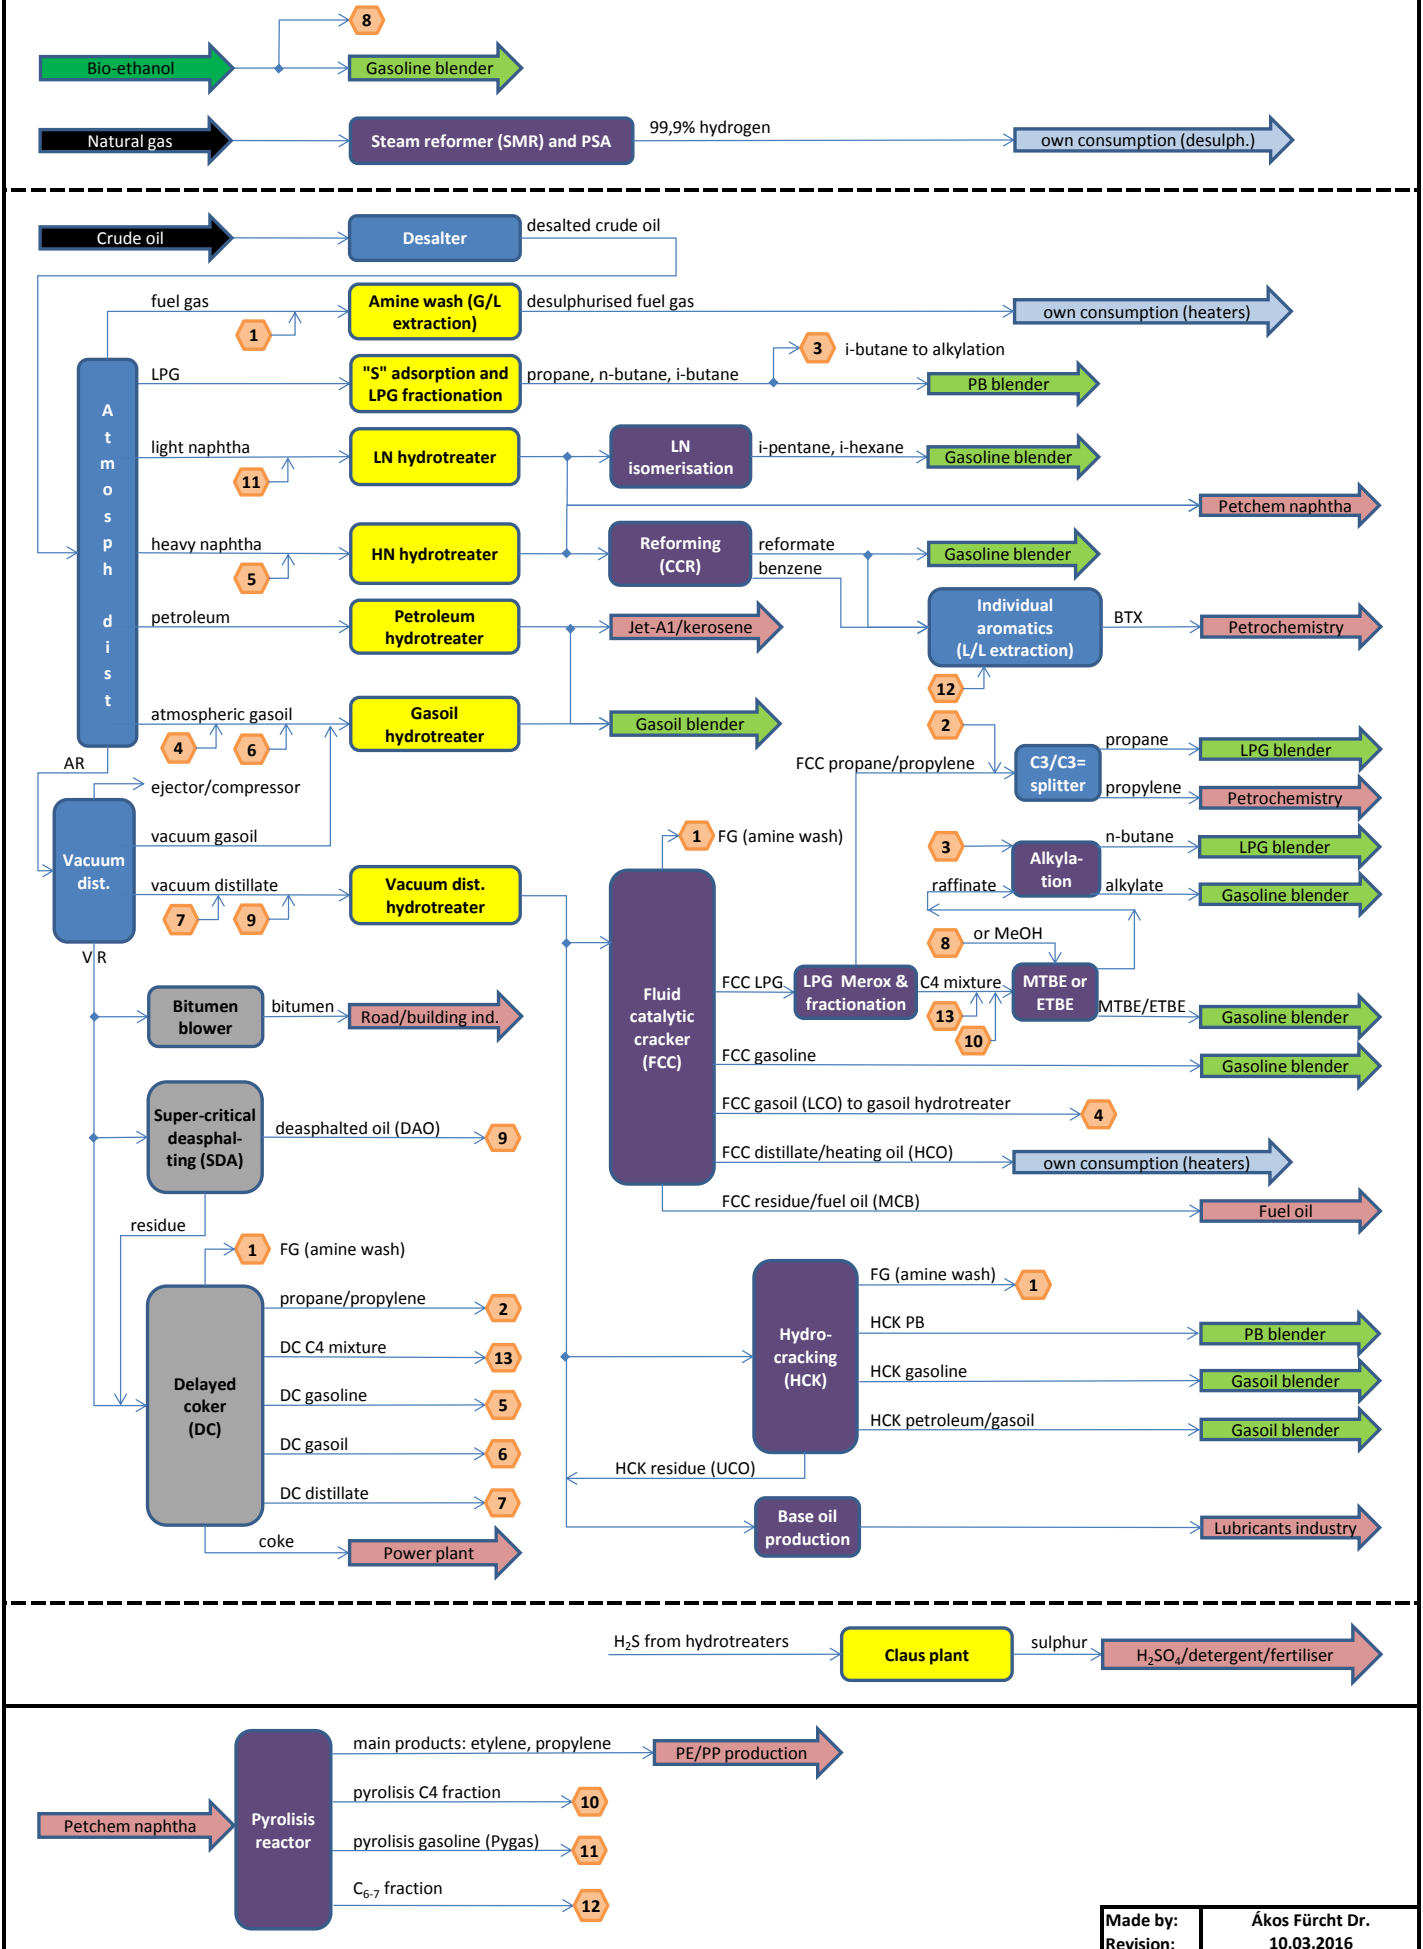 8
Bio-ethanol
Gasoline blender
Natural gas
Steam reformer (SMR) and PSA
99,9% hydrogen
own consumption (desulph.)
Crude oil
Desalter
desalted crude oil
fuel gas
1
Amine wash (G/L
extraction)
desulphurised fuel gas
own consumption (heaters)
3
i-butane to alkylation
LPG
"S" adsorption and
LPG fractionation
propane, n-butane, i-butane
PB blender
A
t
m
o
s
p
h
d
i
s
t
light naphtha
11
LN hydrotreater
LN
isomerisation
i-pentane, i-hexane
Gasoline blender
Petchem naphtha
heavy naphtha
5
HN hydrotreater
Reforming
(CCR)
reformate
benzene
Gasoline blender
Individual
aromatics
(L/L extraction)
BTX
Petrochemistry
12
petroleum
Petroleum
hydrotreater
Jet-A1/kerosene
atmospheric gasoil
4
6
Gasoil
hydrotreater
Gasoil blender
2
FCC propane/propylene
C3/C3=
splitter
propane
LPG blender
propylene
Petrochemistry
AR
ejector/compressor
vacuum gasoil
Vacuum
dist.
vacuum distillate
7
9
Vacuum dist.
hydrotreater
1
FG (amine wash)
3
raffinate
Alkyla-
tion
n-butane
LPG blender
alkylate
Gasoline blender
8
or MeOH
V R
Bitumen
blower
bitumen
Road/building ind.
Fluid
catalytic
cracker
(FCC)
FCC LPG
LPG Merox &
fractionation
C4 mixture
13
10
MTBE or
ETBE
MTBE/ETBE
Gasoline blender
FCC gasoline
Gasoline blender
Super-critical
deasphal-
ting (SDA)
deasphalted oil (DAO)
9
FCC gasoil (LCO) to gasoil hydrotreater
4
FCC distillate/heating oil (HCO)
own consumption (heaters)
FCC residue/fuel oil (MCB)
Fuel oil
residue
1
FG (amine wash)
Delayed
coker
(DC)
propane/propylene
2
DC C4 mixture
13
DC gasoline
5
DC gasoil
6
DC distillate
7
coke
Power plant
Hydro-
cracking
(HCK)
FG (amine wash)
1
HCK PB
PB blender
HCK gasoline
Gasoil blender
HCK petroleum/gasoil
Gasoil blender
HCK residue (UCO)
Base oil
production
Lubricants industry
H₂S from hydrotreaters
Claus plant
sulphur
H₂SO₄/detergent/fertiliser
Petchem naphtha
Pyrolisis
reactor
main products: etylene, propylene
PE/PP production
pyrolisis C4 fraction
10
pyrolisis gasoline (Pygas)
11
C₆₋₇ fraction
12
Made by: Ákos Fürcht Dr.
Revision: 10.03.2016